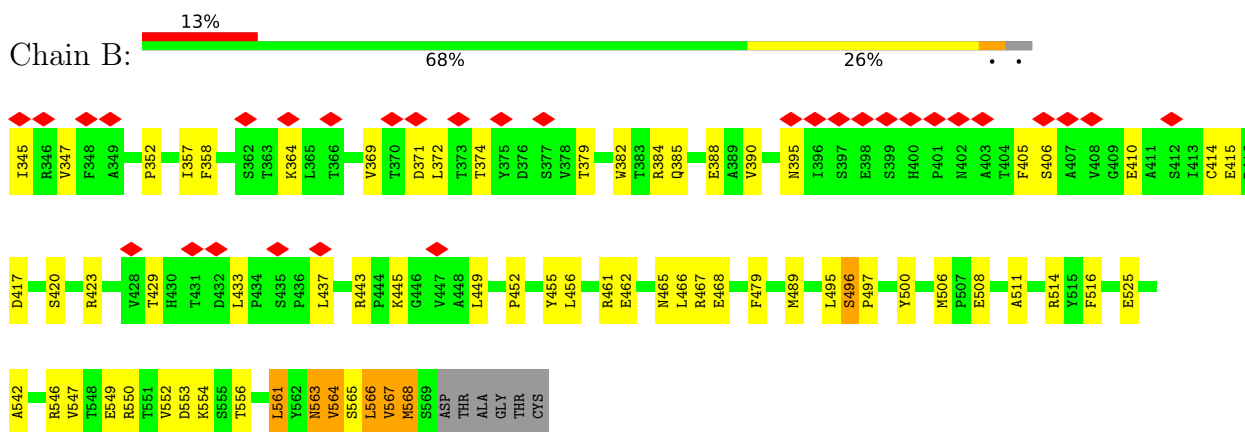 13%
Chain B:
68% 26% • •
I345 R346 V347 F348 A349 P352 I357 F358 S362 T363 K364 L365 T366 V369 T370 D371 L372 T373 T374 Y375 D376 S377 V378 T379 W382 T383 R384 Q385 E388 A389 V390 N395 I396 S397 E398 S399 H400 P401 N402 A403 T404 F405 S406 A407 V408 G409 E410 A411 S412 I413 C414 E415
D417 S420 R423 V428 T429 H430 T431 D432 L433 P434 S435 P436 L437 R443 P444 K445 G446 V447 A448 L449 P452 Y455 L456 R461 E462 N465 L466 R467 E468 F479 M489 L495 S496 P497 Y500 M506 P507 E508 A511 R514 Y515 F516 E525
A542 R546 V547 T548 E549 R550 T551 V552 D553 K554 S555 T556 L561 Y562 N563 V564 S565 L566 V567 M568 S569 ASP THR ALA GLY THR CYS